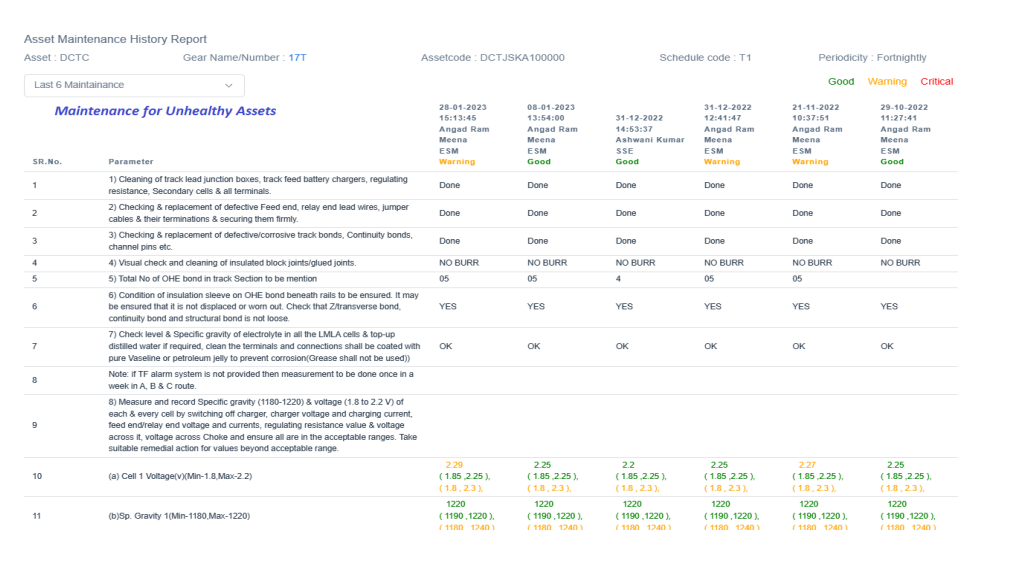 Asset Maintenance History Report
Asset : DCTC Gear Name/Number : 17T Assetcode : DCTJSKA100000 Schedule code : T1 Periodicity : Fortnightly
Last 6 Maintainance Good Warning Critical
Maintenance for Unhealthy Assets
28-01-2023 08-01-2023 31-12-2022 21-11-2022 29-10-2022
15:13:45 13:54:00 31-12-2022 12:41:47 10:37:51 11:27:41
Angad Ram Angad Ram 14:53:37 Angad Ram Angad Ram Angad Ram
Meena Meena Ashwani Kumar Meena Meena Meena
ESM ESM SSE ESM ESM ESM
SR.No. Parameter Warning Good Good Warning Warning Good
1 1) Cleaning of track lead junction boxes, track feed battery chargers, regulating
resistance, Secondary cells & all terminals. Done Done Done Done Done Done
2 2) Checking & replacement of defective Feed end, relay end lead wires, jumper
cables & their terminations & securing them firmly. Done Done Done Done Done Done
3 3) Checking & replacement of defective/corrosive track bonds, Continuity bonds,
channel pins etc. Done Done Done Done Done Done
4 4) Visual check and cleaning of insulated block joints/glued joints. NO BURR NO BURR NO BURR NO BURR NO BURR NO BURR
5 5) Total No of OHE bond in track Section to be mention 05 05 4 05 05
6) Condition of insulation sleeve on OHE bond beneath rails to be ensured. It may
6 be ensured that it is not displaced or worn out. Check that Z/transverse bond, YES YES YES YES YES YES
continuity bond and structural bond is not loose.
7) Check level & Specific gravity of electrolyte in all the LMLA cells & top-up
7 distilled water if required, clean the terminals and connections shall be coated with OK OK OK OK OK OK
pure Vaseline or petroleum jelly to prevent corrosion(Grease shall not be used))
8 Note: if TF alarm system is not provided then measurement to be done once in a
week in A, B & C route.
8) Measure and record Specific gravity (1180-1220) & voltage (1.8 to 2.2 V) of
each & every cell by switching off charger, charger voltage and charging current,
9 feed end/relay end voltage and currents, regulating resistance value & voltage
across it, voltage across Choke and ensure all are in the acceptable ranges. Take
suitable remedial action for values beyond acceptable range.
2.29 2.25 2.2 2.25 2.27 2.25
10 (a) Cell 1 Voltage(v)(Min-1.8,Max-2.2) ( 1.85 ,2.25 ), ( 1.85 ,2.25 ), ( 1.85 ,2.25 ), ( 1.85 ,2.25 ), ( 1.85 ,2.25 ), ( 1.85 ,2.25 ),
( 1.8 , 2.3 ), ( 1.8 , 2.3 ), ( 1.8 , 2.3 ), ( 1.8 , 2.3 ), ( 1.8 , 2.3 ), ( 1.8 , 2.3 ),
1220 1220 1220 1220 1220 1220
11 (b)Sp. Gravity 1(Min-1180,Max-1220) ( 1190 ,1220 ), ( 1190 ,1220 ), ( 1190 ,1220 ), ( 1190 ,1220 ), ( 1190 ,1220 ), ( 1190 ,1220 ),
( 1180 , 1240 ) ( 1180 , 1240 ) ( 1180 , 1240 ) ( 1180 , 1240 ) ( 1180 , 1240 ) ( 1180 , 1240 )